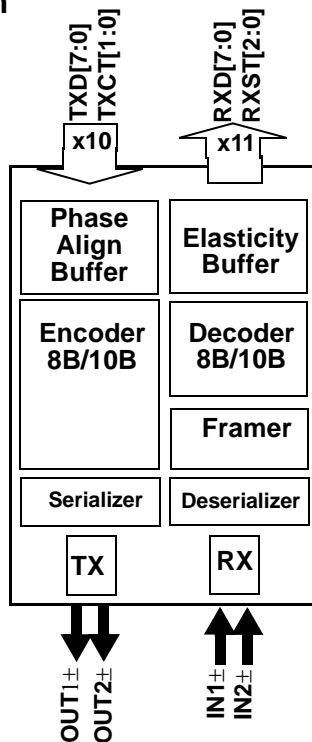 n
TXD[7:0]
TXCT[1:0]
RXD[7:0]
RXST[2:0]
x10
x11
Phase
Align
Buffer
Elasticity
Buffer
Encoder
8B/10B
Decoder
8B/10B
Framer
Serializer
Deserializer
TX
RX
OUT1±
OUT2±
IN1±
IN2±